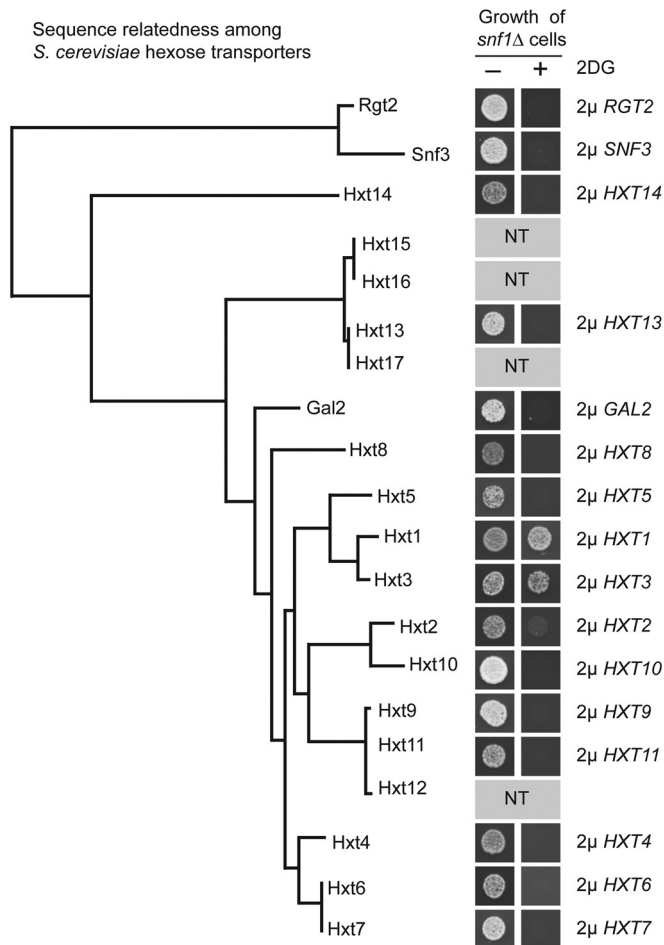 Sequence relatedness among
S. cerevisiae hexose transporters
Growth of
snf1Δ cells
– + 2DG
Rgt2 2μ RGT2
Snf3 2μ SNF3
Hxt14 2μ HXT14
Hxt15 NT
Hxt16 NT
Hxt13 2μ HXT13
Hxt17 NT
Gal2 2μ GAL2
Hxt8 2μ HXT8
Hxt5 2μ HXT5
Hxt1 2μ HXT1
Hxt3 2μ HXT3
Hxt2 2μ HXT2
Hxt10 2μ HXT10
Hxt9 2μ HXT9
Hxt11 2μ HXT11
Hxt12 NT
Hxt4 2μ HXT4
Hxt6 2μ HXT6
Hxt7 2μ HXT7